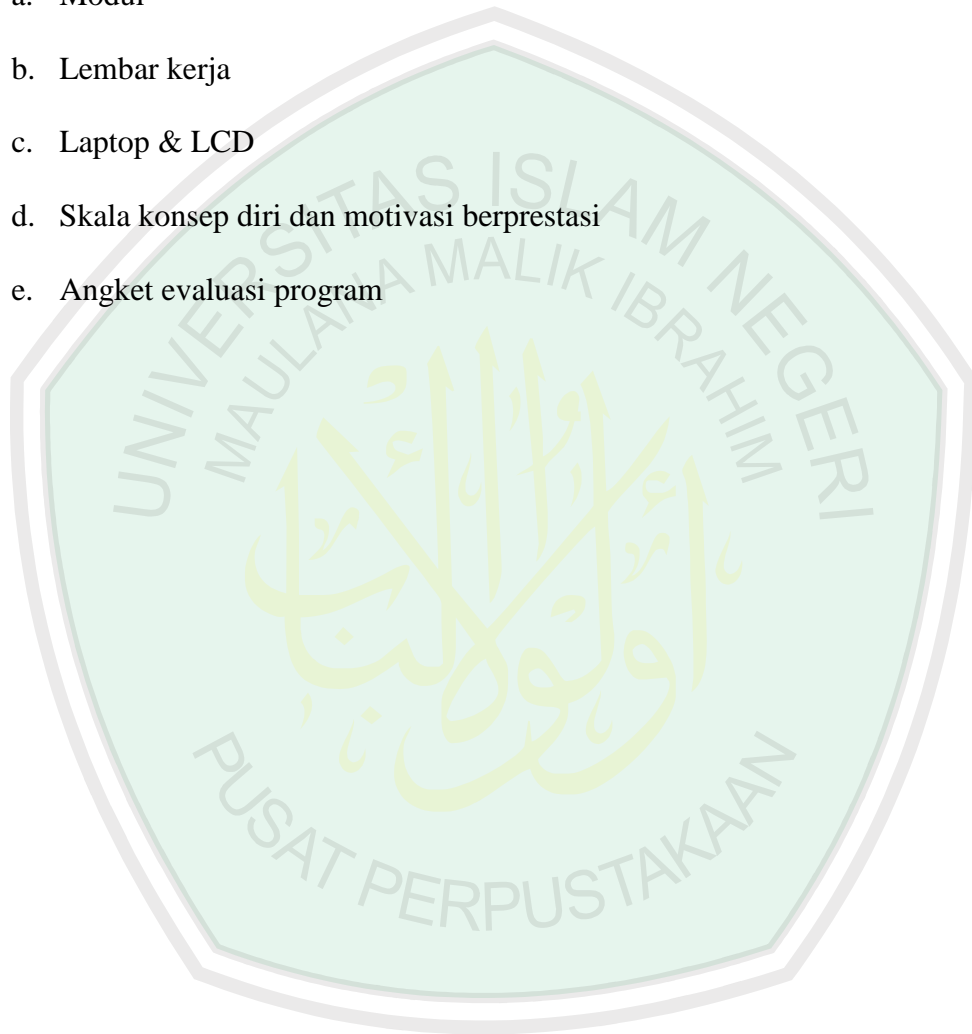 a. Modul
b. Lembar kerja
c. Laptop & LCD
d. Skala konsep diri dan motivasi berprestasi
e. Angket evaluasi program
UNIVERSITAS ISLAM NEGERI
MAULANA MALIK IBRAHIM
PUSAT PERPUSTAKAAN